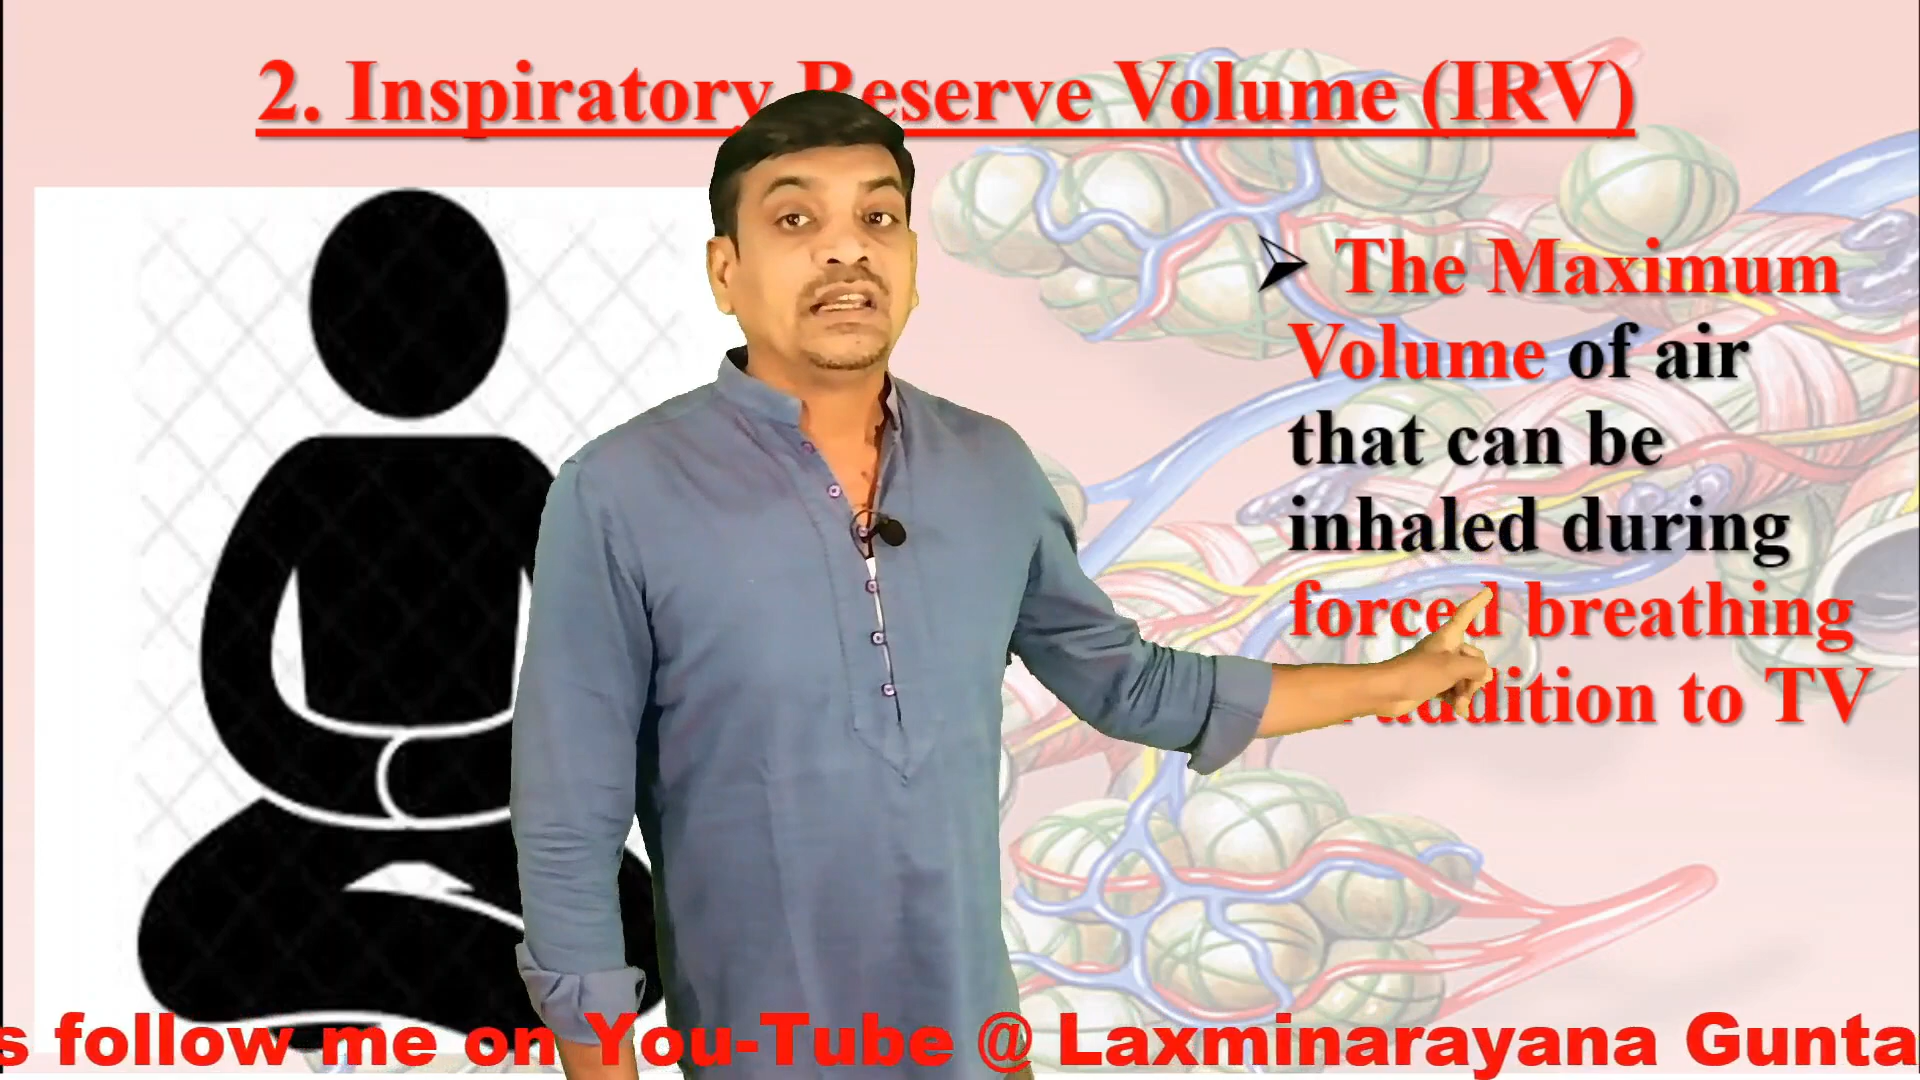 2. Inspiratory Reserve Volume (IRV)
➢ The Maximum
Volume of air
that can be
inhaled during
forced breathing
addition to TV
s follow me on You-Tube @ Laxminarayana Gunta